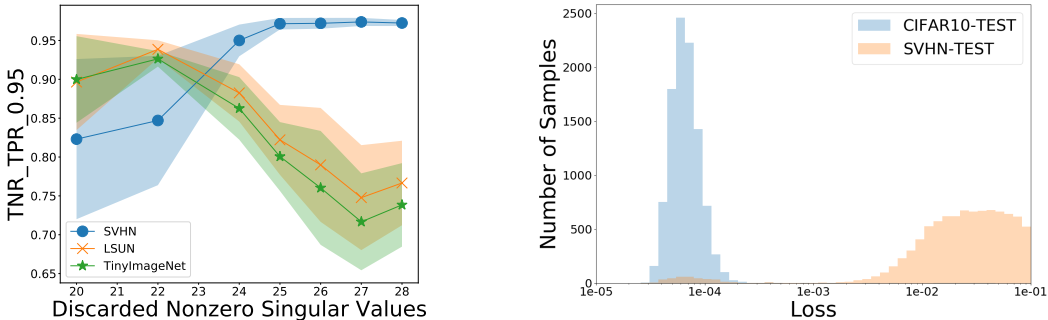 TNR_TPR_0.95
0.95
0.90
0.85
0.80
0.75
0.70
0.65
SVHN
LSUN
TinyImageNet
20 21 22 23 24 25 26 27 28
Discarded Nonzero Singular Values
Number of Samples
2500
2000
1500
1000
500
0
CIFAR10-TEST
SVHN-TEST
1e-05 1e-04 1e-03 1e-02 1e-01
Loss